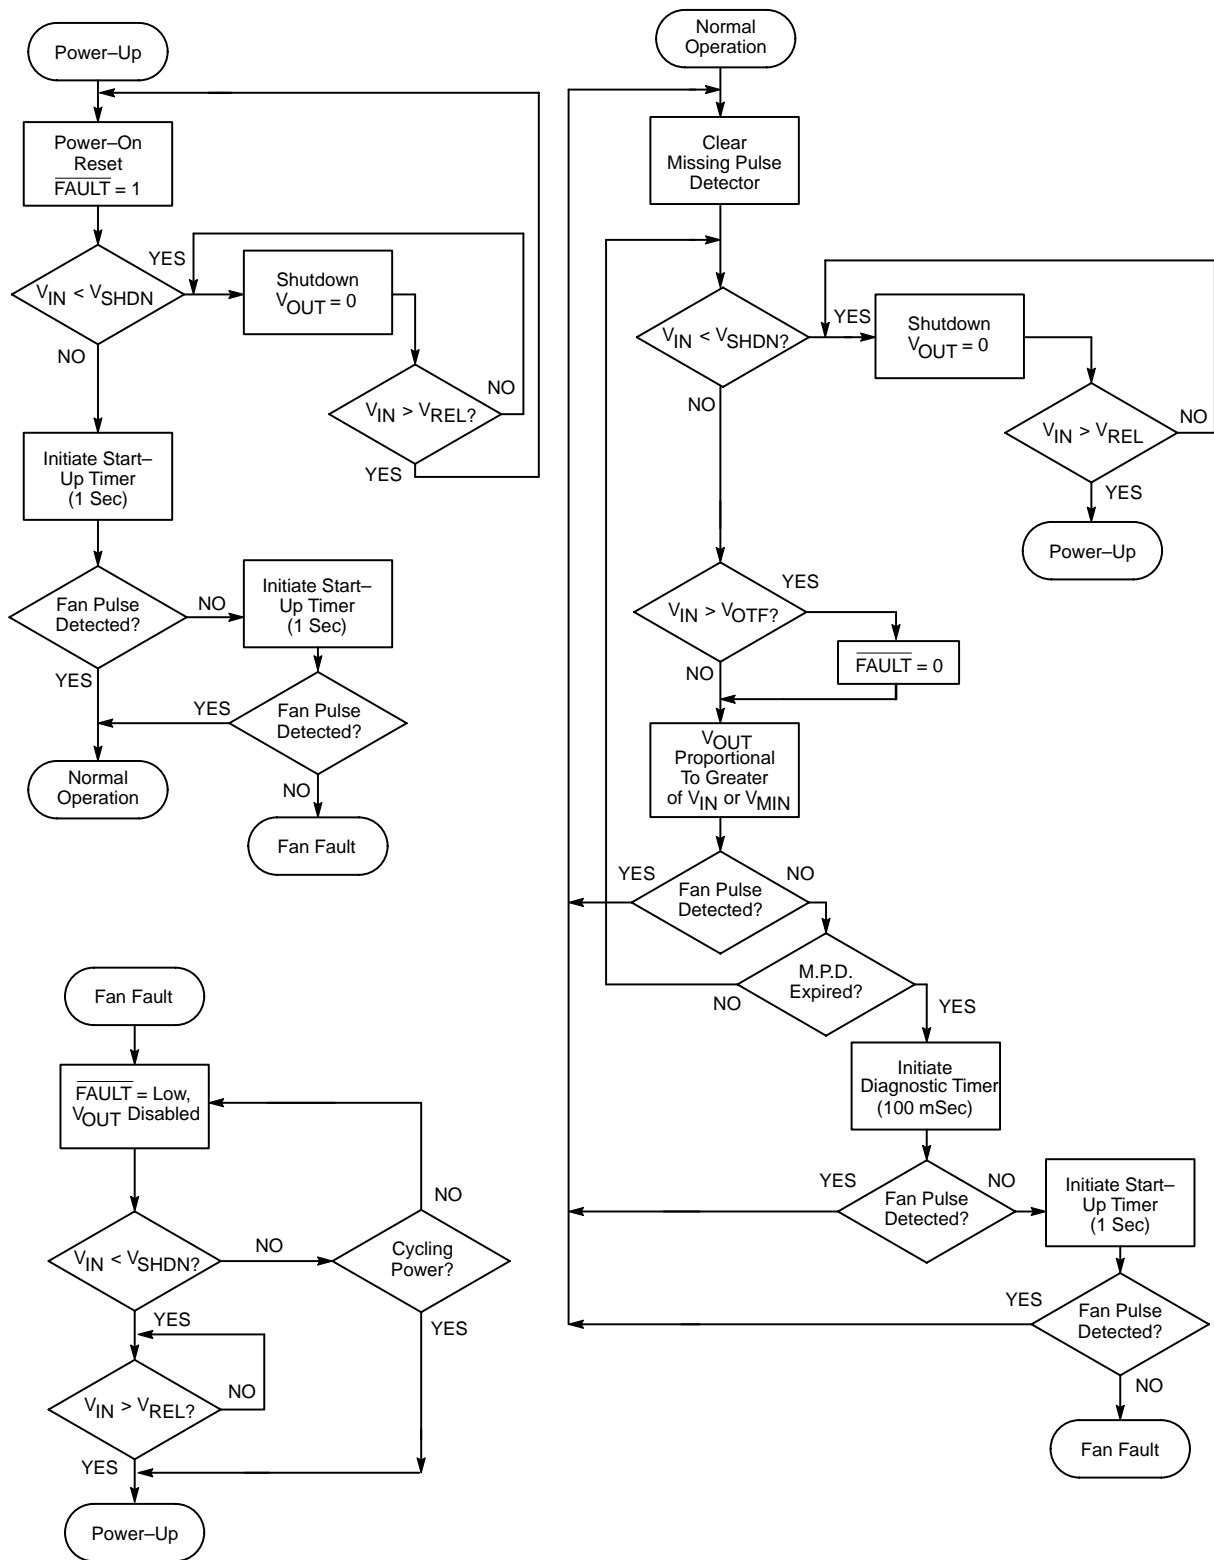 Power–Up
Power–On
Reset
FAULT = 1
YES
VIN < VSHDN
NO
Shutdown
VOUT = 0
VIN > VREL?
NO
YES
Initiate Start–
Up Timer
(1 Sec)
Fan Pulse
Detected?
NO
YES
Initiate Start–
Up Timer
(1 Sec)
Fan Pulse
Detected?
YES
NO
Normal
Operation
Fan Fault
Fan Fault
FAULT = Low,
VOUT Disabled
VIN < VSHDN?
NO
YES
Cycling
Power?
NO
YES
VIN > VREL?
NO
YES
Power–Up
Normal
Operation
Clear
Missing Pulse
Detector
VIN < VSHDN?
YES
NO
Shutdown
VOUT = 0
VIN > VREL
NO
YES
Power–Up
VIN > VOTF?
YES
NO
FAULT = 0
VOUT
Proportional
To Greater
of VIN or VMIN
Fan Pulse
Detected?
YES
NO
M.P.D.
Expired?
NO
YES
Initiate
Diagnostic Timer
(100 mSec)
Fan Pulse
Detected?
YES
NO
Initiate Start–
Up Timer
(1 Sec)
Fan Pulse
Detected?
YES
NO
Fan Fault